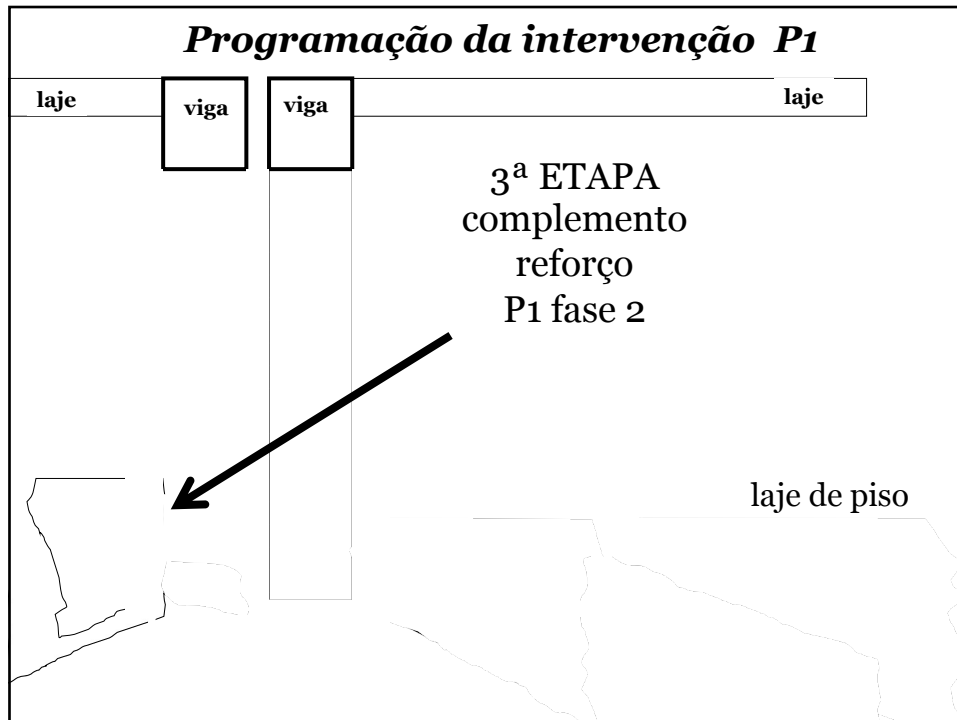 Programação da intervenção P1
laje
viga
viga
laje
3ª ETAPA
complemento
reforço
P1 fase 2
laje de piso